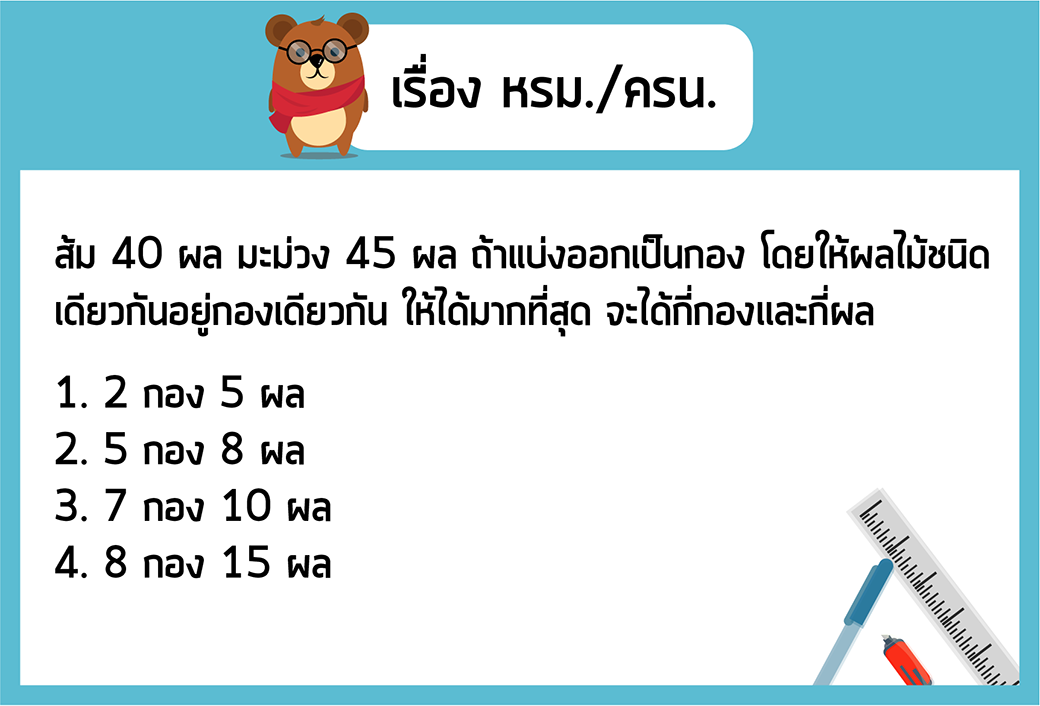 เรื่อง หรม./ครน.
ส้ม 40 ผล มะม่วง 45 ผล ถ้าแบ่งออกเป็นกอง โดยให้ผลไม้ชนิด
เดียวกันอยู่กองเดียวกัน ให้ได้มากที่สุด จะได้กี่กองและกี่ผล
1. 2 กอง 5 ผล
2. 5 กอง 8 ผล
3. 7 กอง 10 ผล
4. 8 กอง 15 ผล